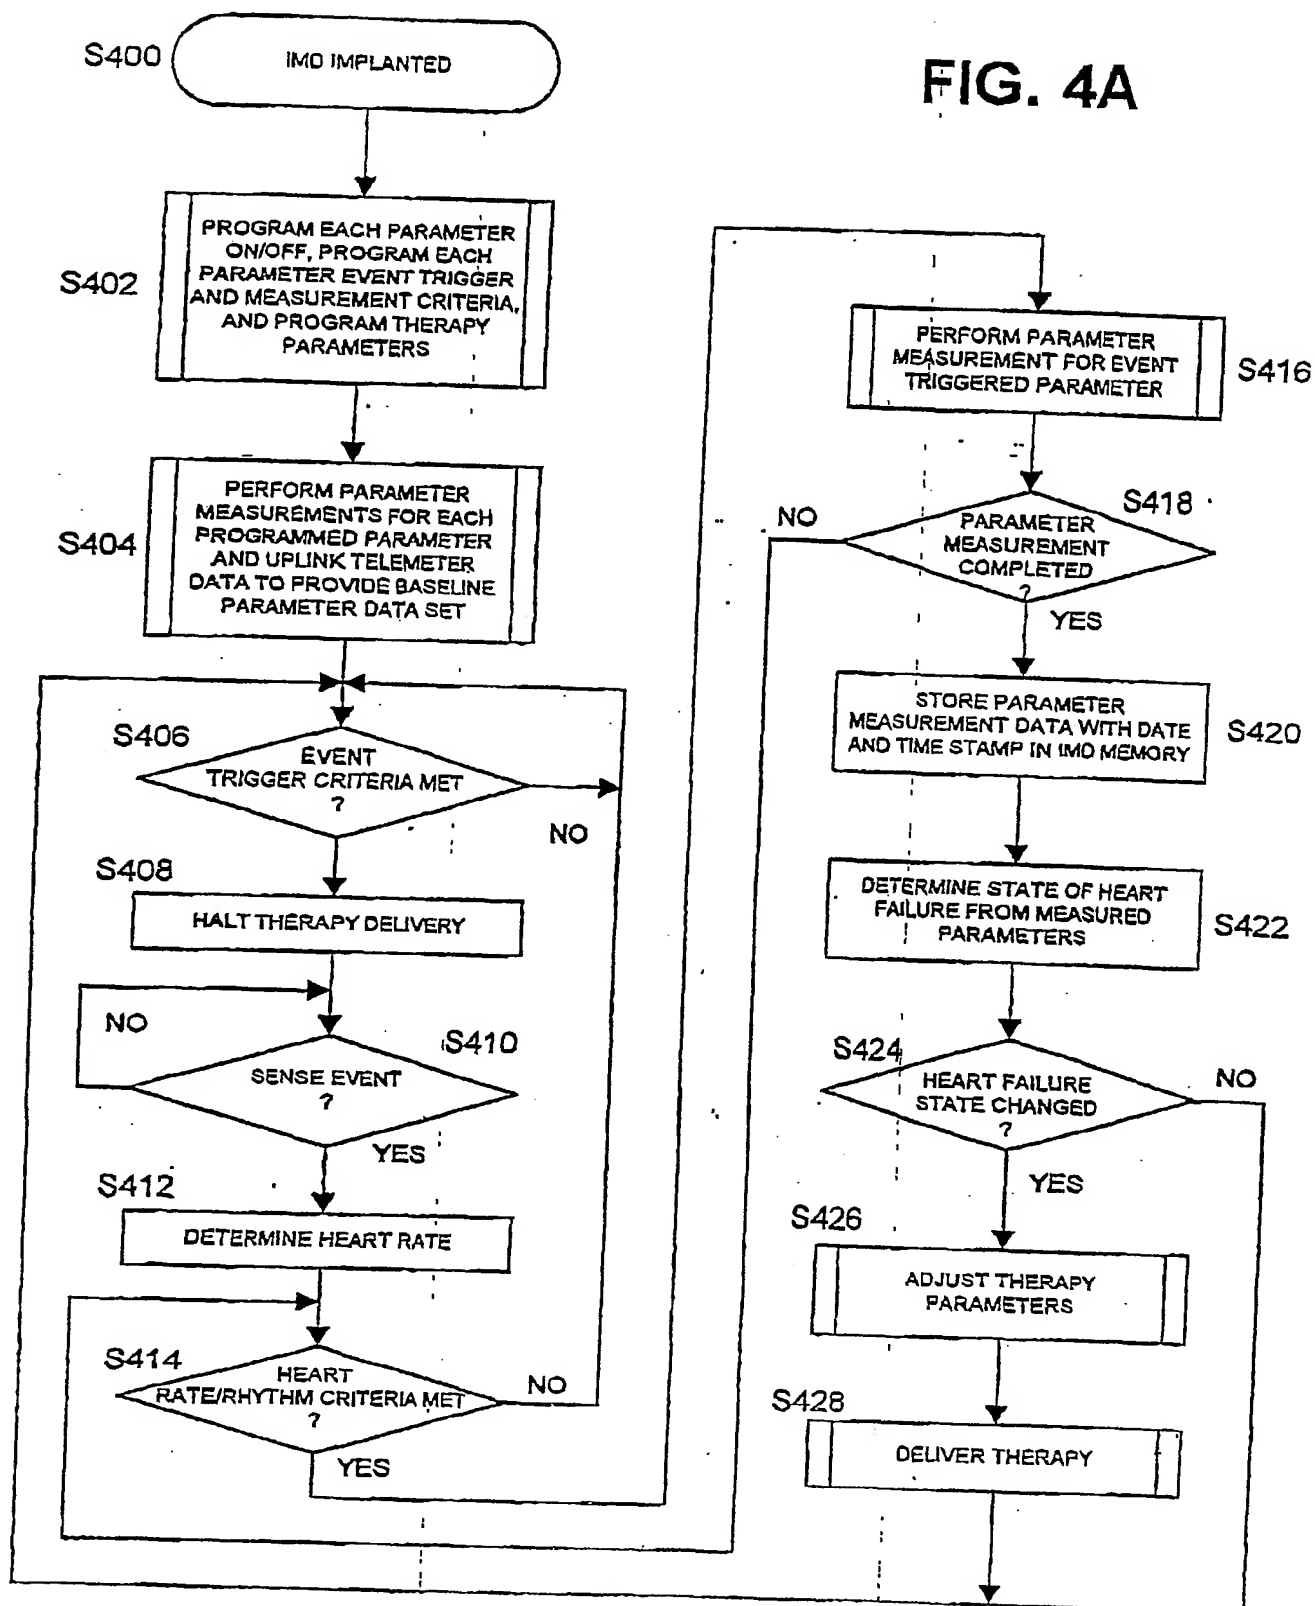 FIG. 4A
S400
IMD IMPLANTED
S402
PROGRAM EACH PARAMETER
ON/OFF, PROGRAM EACH
PARAMETER EVENT TRIGGER
AND MEASUREMENT CRITERIA,
AND PROGRAM THERAPY
PARAMETERS
S404
PERFORM PARAMETER
MEASUREMENTS FOR EACH
PROGRAMMED PARAMETER
AND UPLINK TELEMETER
DATA TO PROVIDE BASELINE
PARAMETER DATA SET
S406
EVENT
TRIGGER CRITERIA MET
?
NO
S408
HALT THERAPY DELIVERY
NO
S410
SENSE EVENT
?
YES
S412
DETERMINE HEART RATE
S414
HEART
RATE/RHYTHM CRITERIA MET
?
NO
YES
PERFORM PARAMETER
MEASUREMENT FOR EVENT
TRIGGERED PARAMETER
S416
S418
NO
PARAMETER
MEASUREMENT
COMPLETED
?
YES
STORE PARAMETER
MEASUREMENT DATA WITH DATE
AND TIME STAMP IN IMD MEMORY
S420
DETERMINE STATE OF HEART
FAILURE FROM MEASURED
PARAMETERS
S422
S424
HEART FAILURE
STATE CHANGED
?
NO
YES
S426
ADJUST THERAPY
PARAMETERS
S428
DELIVER THERAPY